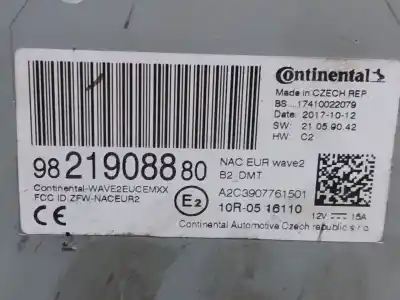 Continental
Made in CZECH REP
BS....17410022079
Date: 2017-10-12
SW: 21.05.90.42
HW: C2
98 219088 80
NAC EUR wave2
B2_DMT
Continental-WAVE2EUCEMXX
FCC ID:ZFW-NACEUR2
A2C3907761501
CE
E2
10R-05 16110
12V 15A
Continental Automotive Czech republic s.r.o.